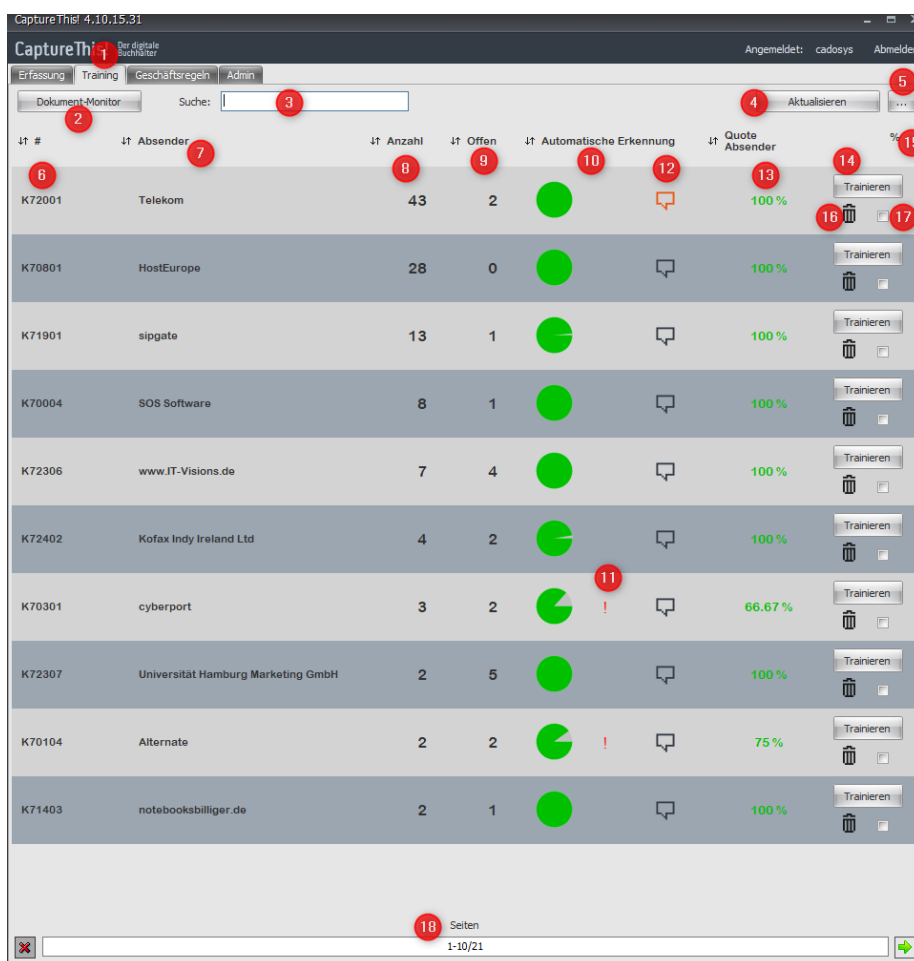 CaptureThis! 4.10.15.31
CaptureThis! Der digitale Buchhalter Angemeldet: cadosys
1
Erfassung Training Geschäftsregeln Admin
5
Dokument-Monitor Suche: 3 4 Aktualisieren ...
2
# Absender Anzahl Offen Automatische Erkennung Quote Absender %
7 8 9 10 12 13 14 15
6
K72001 Telekom 43 2 100 % Trainieren
16 17
K70801 HostEurope 28 0 100 % Trainieren
K71901 sipgate 13 1 100 % Trainieren
K70004 SOS Software 8 1 100 % Trainieren
K72306 www.IT-Visions.de 7 4 100 % Trainieren
K72402 Kofax Indy Ireland Ltd 4 2 100 % Trainieren
11
K70301 cyberport 3 2 ! 66.67 % Trainieren
K72307 Universität Hamburg Marketing GmbH 2 5 100 % Trainieren
K70104 Alternate 2 2 ! 75 % Trainieren
K71403 notebooksbilliger.de 2 1 100 % Trainieren
18 Seiten
1-10/21